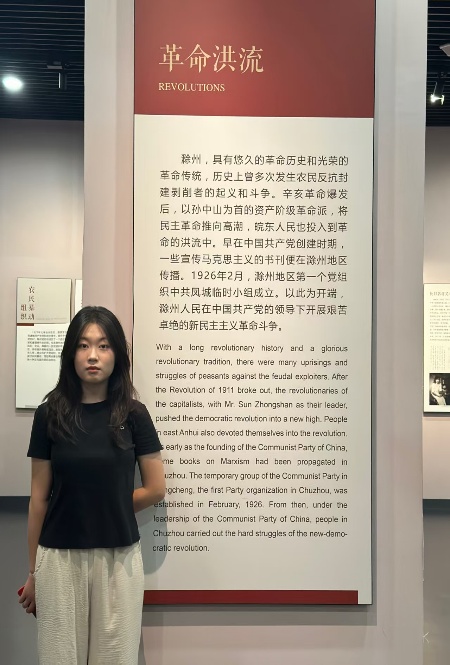 革命洪流
REVOLUTIONS
滁州，具有悠久的革命历史和光荣的
革命传统，历史上曾多次发生农民反抗封
建剥削者的起义和斗争。辛亥革命爆发
后，以孙中山为首的资产阶级革命派，将
民主革命推向高潮，皖东人民也投入到革
命的洪流中。早在中国共产党创建时期，
一些宣传马克思主义的书刊便在滁州地区
传播。1926年2月，滁州地区第一个党组
织中共凤城临时小组成立。以此为开端，
滁州人民在中国共产党的领导下开展艰苦
卓绝的新民主主义革命斗争。
With a long revolutionary history and a glorious
revolutionary tradition, there were many uprisings and
struggles of peasants against the feudal exploiters. After
the Revolution of 1911 broke out, the revolutionaries of
the capitalists, with Mr. Sun Zhongshan as their leader,
pushed the democratic revolution into a new high. People
in east Anhui also devoted themselves into the revolution.
As early as the founding of the Communist Party of China,
some books on Marxism had been propagated in
Chuzhou. The temporary group of the Communist Party in
ngcheng, the first Party organization in Chuzhou, was
established in February, 1926. From then, under the
leadership of the Communist Party of China, people in
Chuzhou carried out the hard struggles of the new-demo-
cratic revolution.
农民暴动
组织